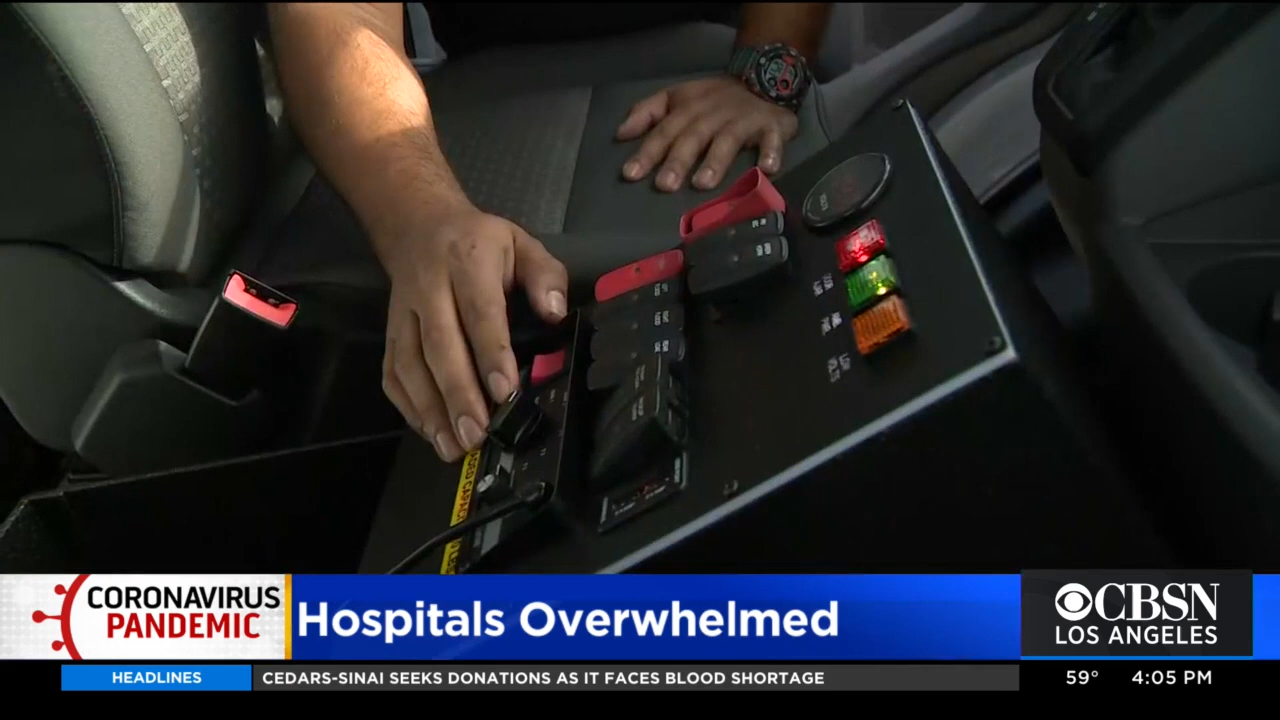 CORONAVIRUS
PANDEMIC
Hospitals Overwhelmed
CBSN
LOS ANGELES
HEADLINES
CEDARS-SINAI SEEKS DONATIONS AS IT FACES BLOOD SHORTAGE
59° 4:05 PM